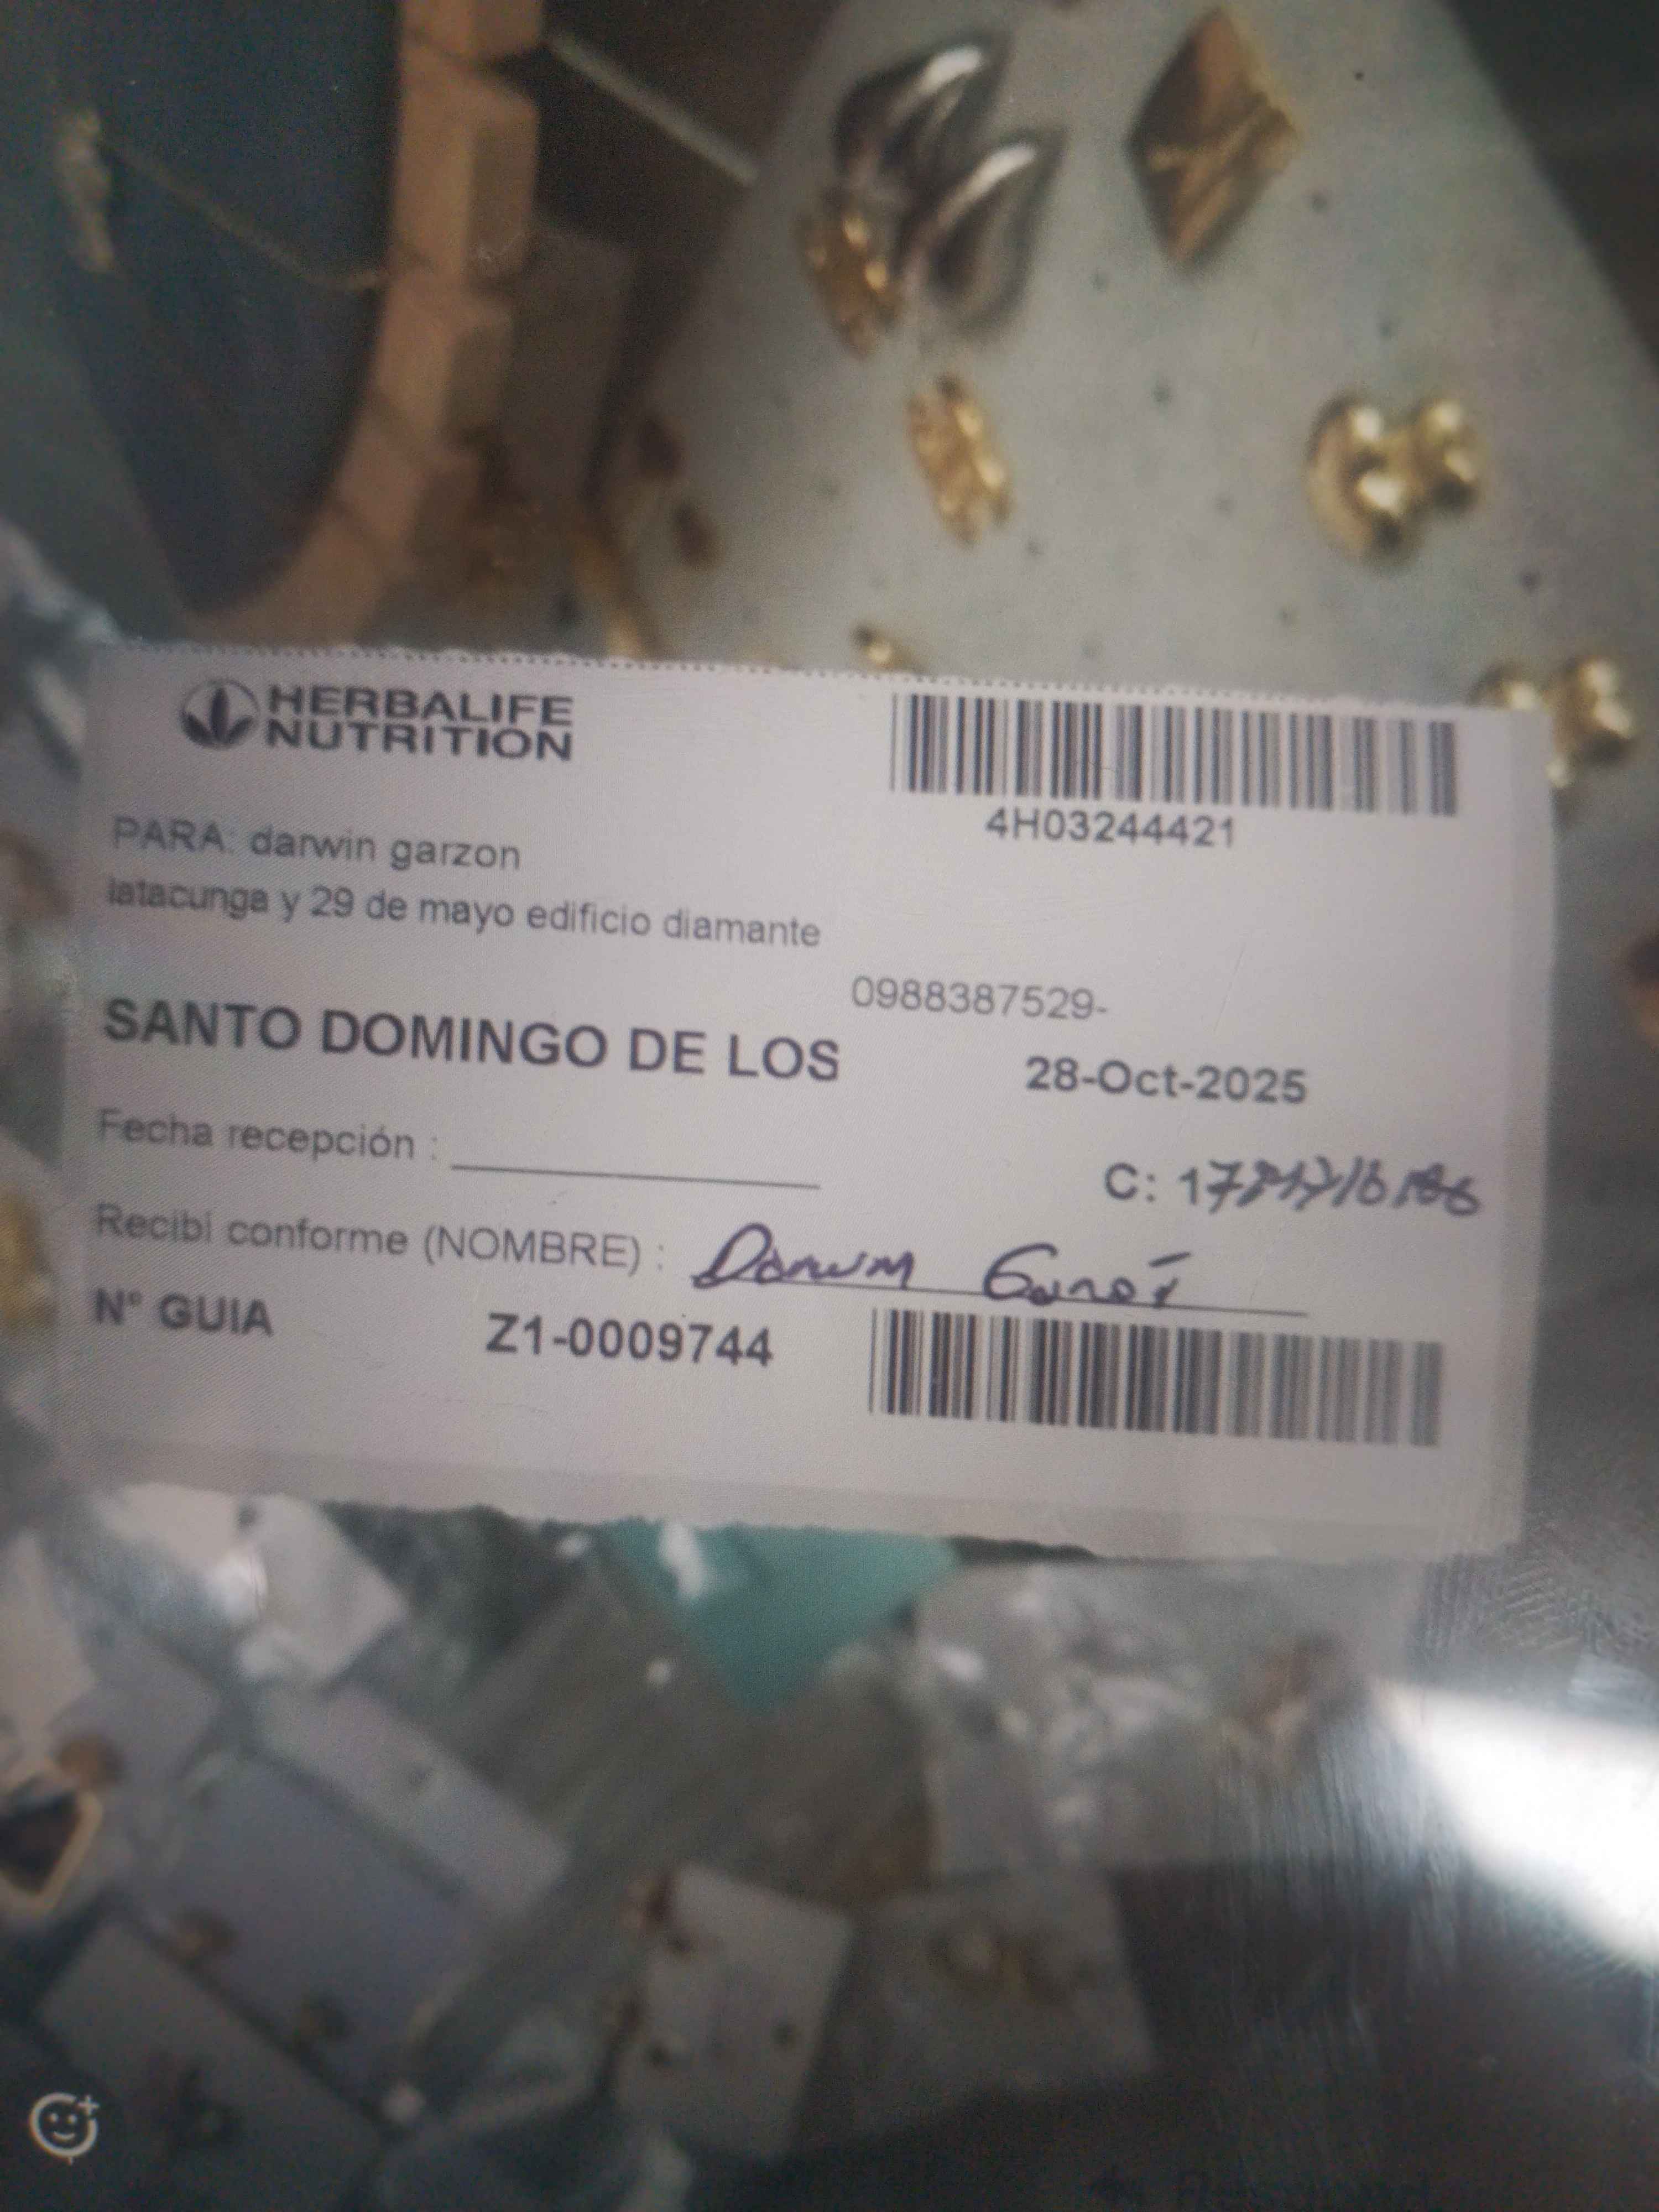 HERBALIFE
NUTRITION
4H03244421
PARA: darwin garzon
latacunga y 29 de mayo edificio diamante
0988387529-
SANTO DOMINGO DE LOS
28-Oct-2025
Fecha recepción :
C:
Recibi conforme (NOMBRE) : Darwin
N° GUIA
Z1-0009744